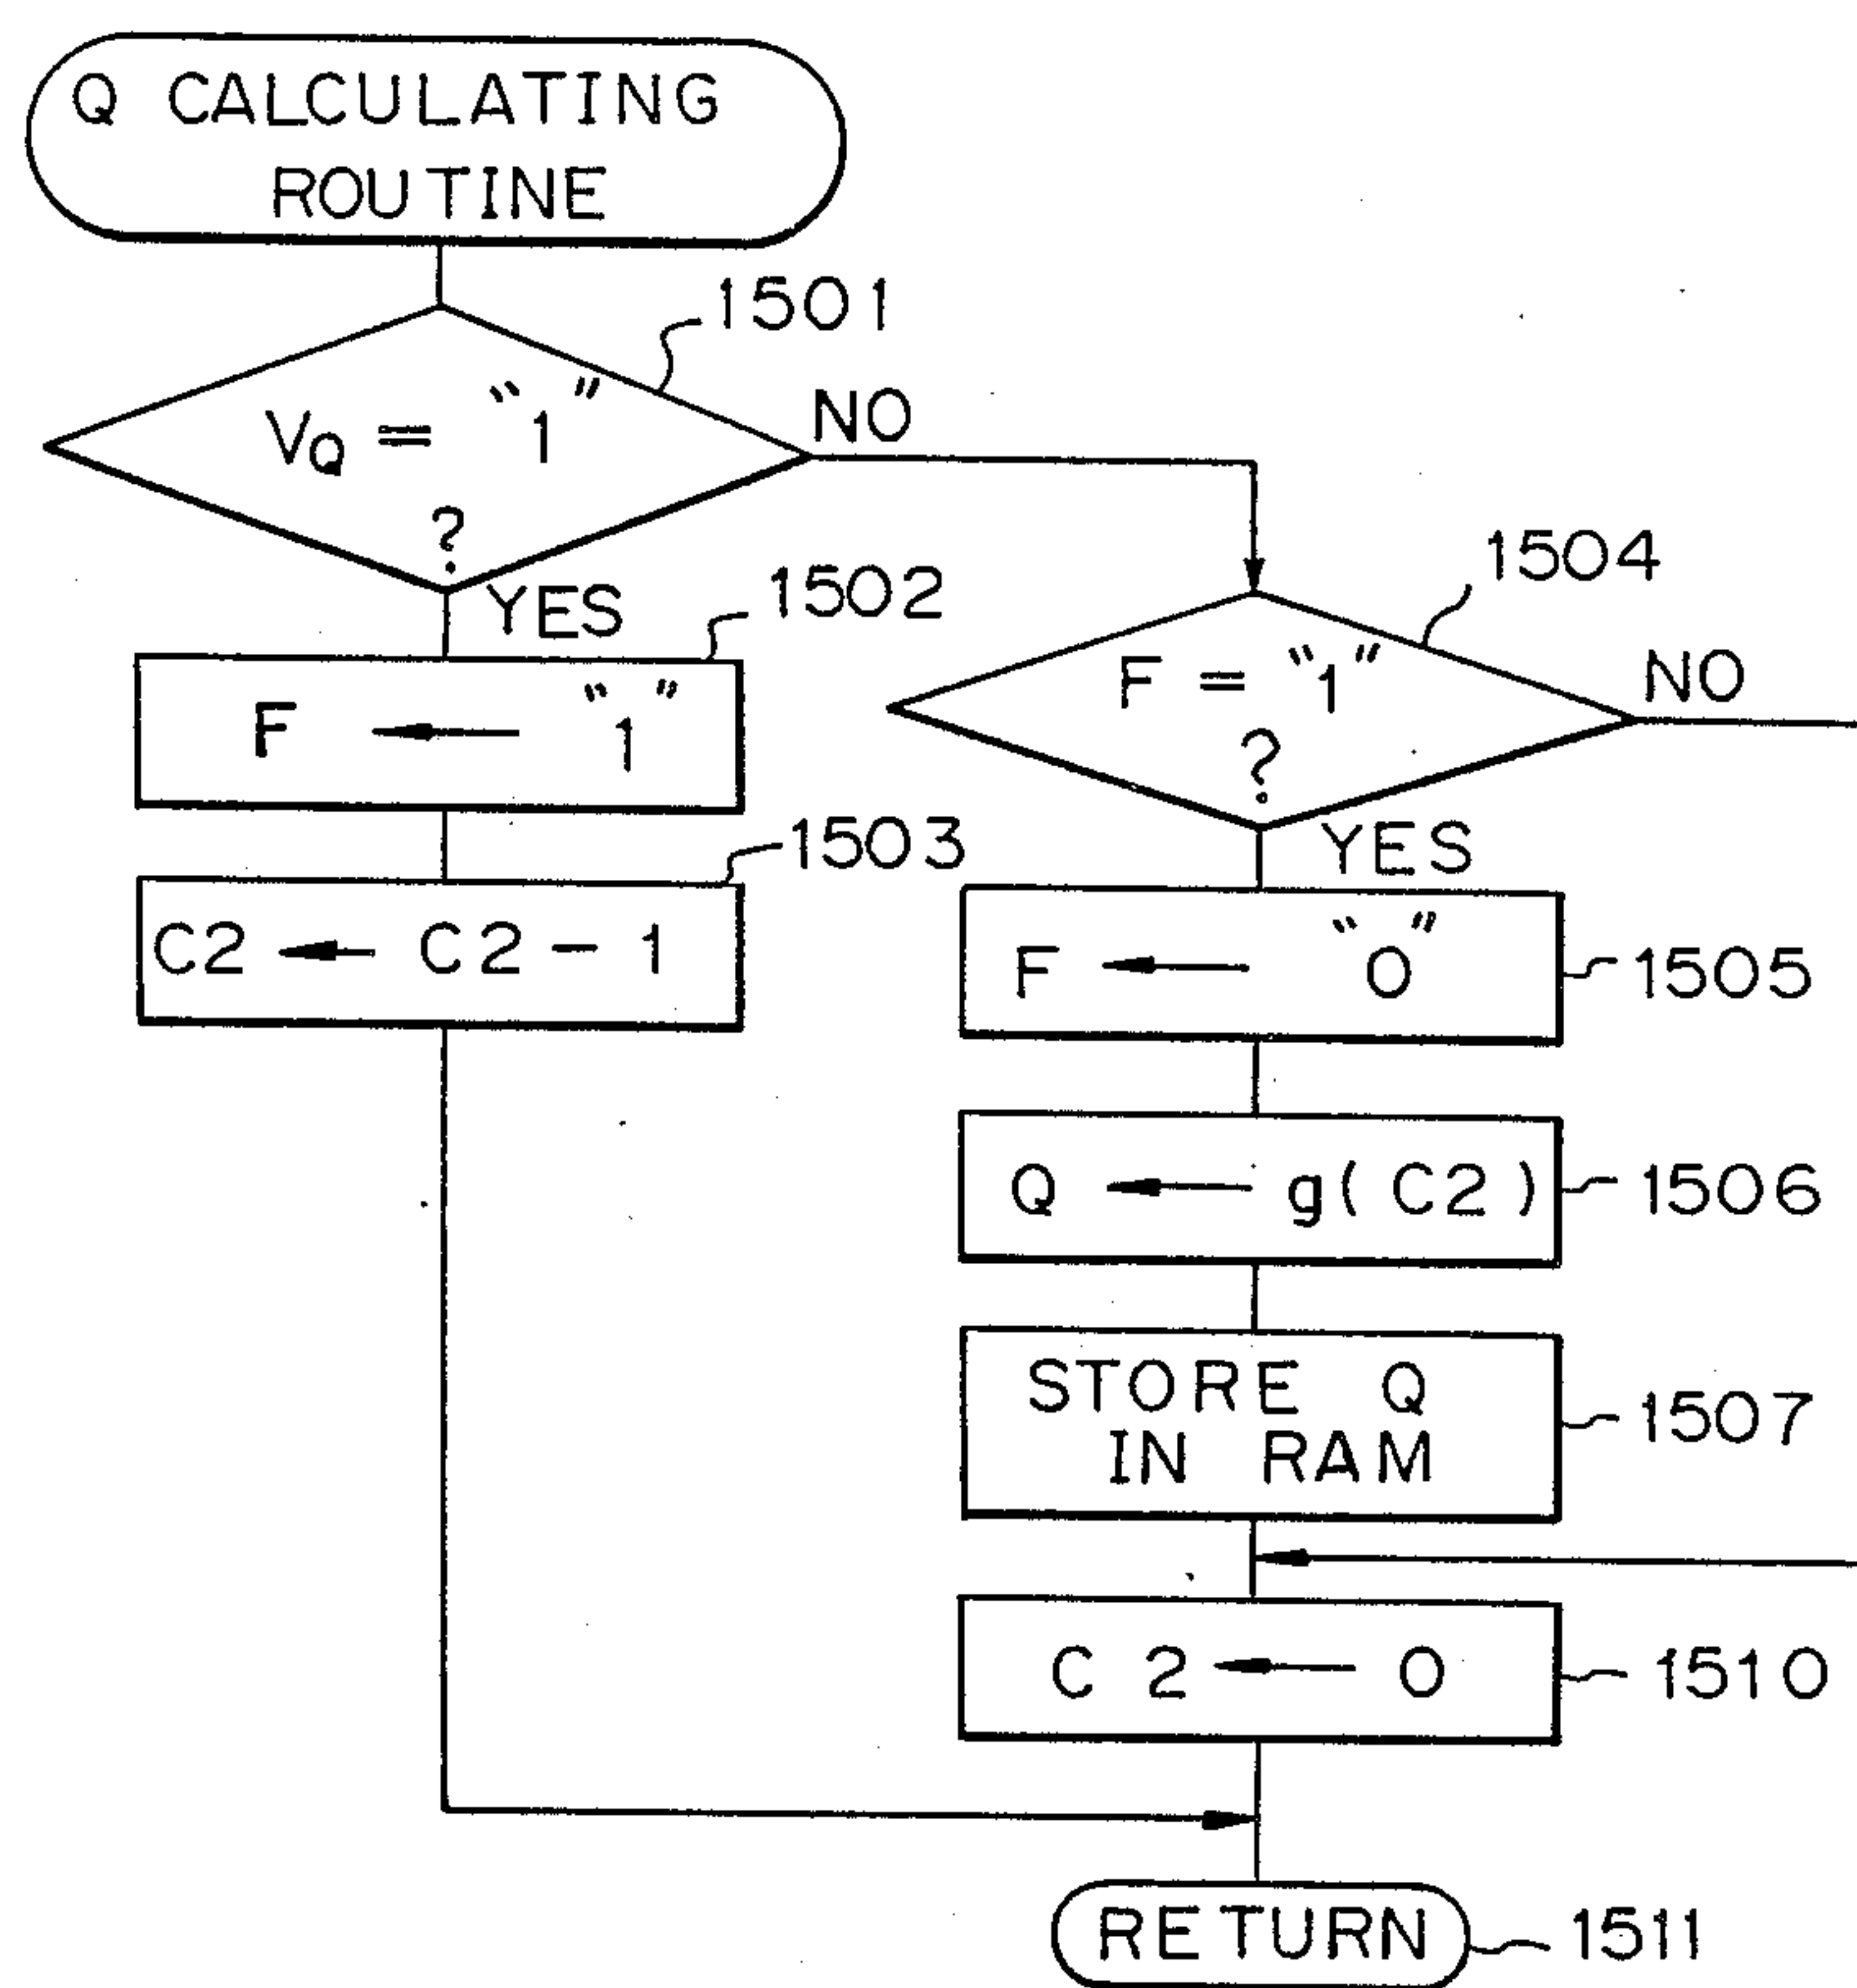 Q CALCULATING
ROUTINE
1501
VQ = "1"
?
NO
YES
1502
F ← "1"
1503
C2 ← C2 - 1
1504
F = "1"
?
NO
YES
F ← "0"
1505
Q ← g(C2)
1506
STORE Q
IN RAM
1507
C2 ← 0
1510
RETURN
1511